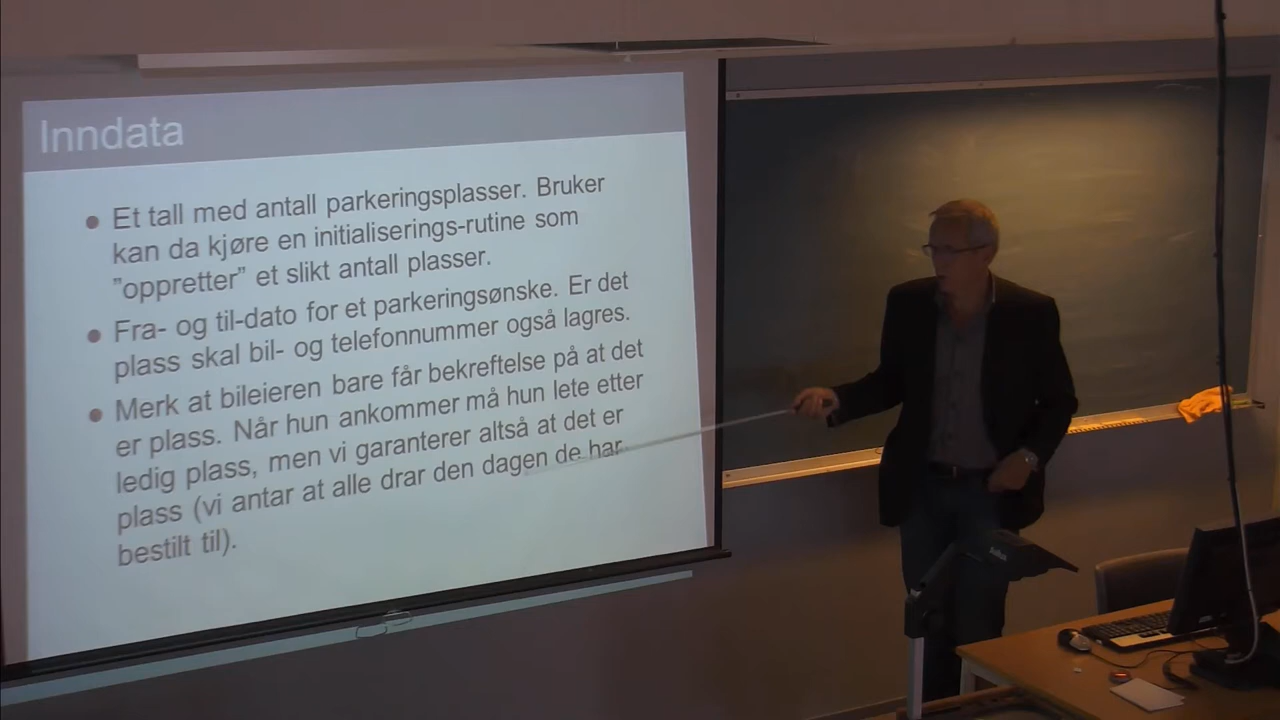 Inndata
Et tall med antall parkeringsplasser. Bruker
kan da kjøre en initialiserings-rutine som
”oppretter” et slikt antall plasser.
Fra- og til-dato for et parkeringsønske. Er det
plass skal bil- og telefonnummer også lagres.
Merk at bileieren bare får bekreftelse på at det
er plass. Når hun ankommer må hun lete etter
ledig plass, men vi garanterer altså at det er
plass (vi antar at alle drar den dagen de har
bestilt til).